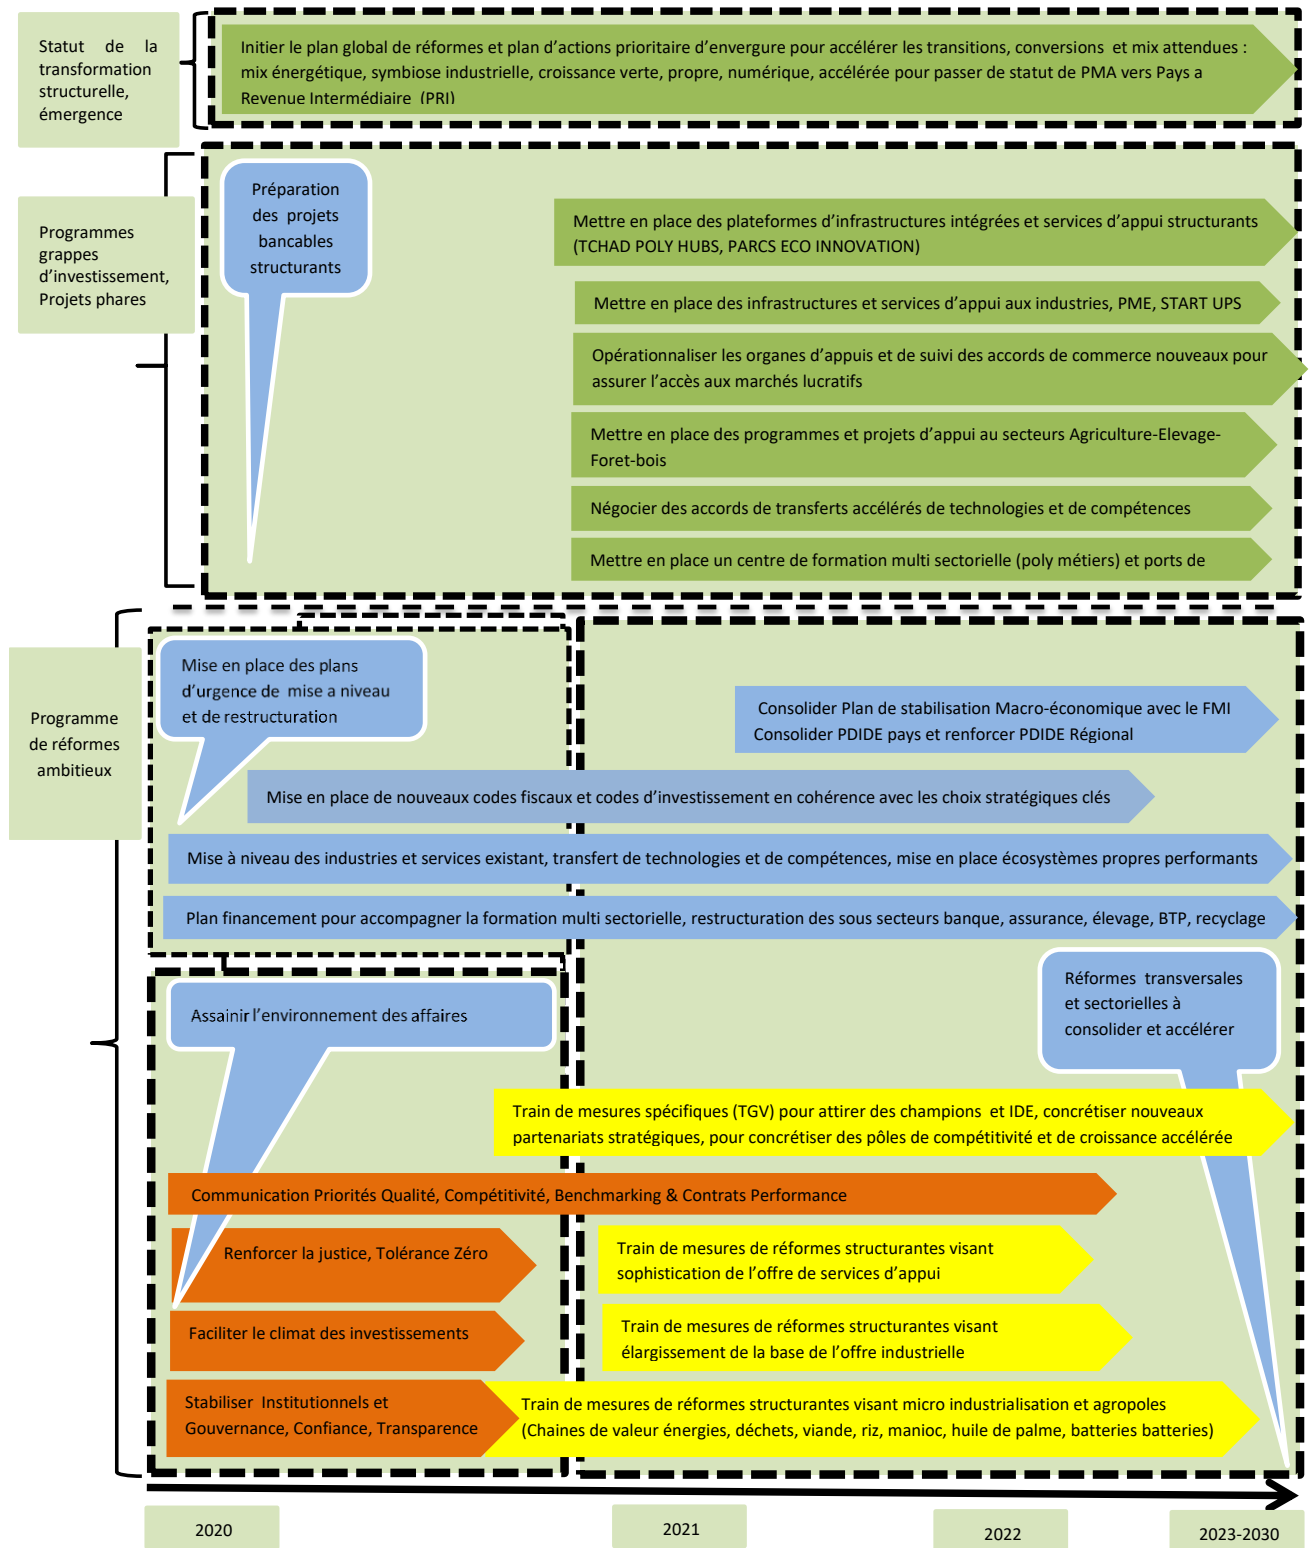 Statut de la
transformation
structurelle,
émergence
Initier le plan global de réformes et plan d'actions prioritaire d'envergure pour accélérer les transitions, conversions et mix attendues :
mix énergétique, symbiose industrielle, croissance verte, propre, numérique, accélérée pour passer de statut de PMA vers Pays a
Revenue Intermédiaire (PRI)
Programmes
grappes
d'investissement,
Projets phares
Préparation
des projets
bancables
structurants
Mettre en place des plateformes d'infrastructures intégrées et services d'appui structurants
(TCHAD POLY HUBS, PARCS ECO INNOVATION)
Mettre en place des infrastructures et services d'appui aux industries, PME, START UPS
Opérationnaliser les organes d'appuis et de suivi des accords de commerce nouveaux pour
assurer l'accès aux marchés lucratifs
Mettre en place des programmes et projets d'appui au secteurs Agriculture-Elevage-
Foret-bois
Négocier des accords de transferts accélérés de technologies et de compétences
Mettre en place un centre de formation multi sectorielle (poly métiers) et ports de
Programme
de réformes
ambitieux
Mise en place des plans
d'urgence de mise a niveau
et de restructuration
Consolider Plan de stabilisation Macro-économique avec le FMI
Consolider PDIDE pays et renforcer PDIDE Régional
Mise en place de nouveaux codes fiscaux et codes d'investissement en cohérence avec les choix stratégiques clés
Mise à niveau des industries et services existant, transfert de technologies et de compétences, mise en place écosystèmes propres performants
Plan financement pour accompagner la formation multi sectorielle, restructuration des sous secteurs banque, assurance, élevage, BTP, recyclage
Assainir l'environnement des affaires
Réformes transversales
et sectorielles à
consolider et accélérer
Train de mesures spécifiques (TGV) pour attirer des champions et IDE, concrétiser nouveaux
partenariats stratégiques, pour concrétiser des pôles de compétitivité et de croissance accélérée
Communication Priorités Qualité, Compétitivité, Benchmarking & Contrats Performance
Renforcer la justice, Tolérance Zéro
Train de mesures de réformes structurantes visant
sophistication de l'offre de services d'appui
Faciliter le climat des investissements
Train de mesures de réformes structurantes visant
élargissement de la base de l'offre industrielle
Stabiliser Institutionnels et
Gouvernance, Confiance, Transparence
Train de mesures de réformes structurantes visant micro industrialisation et agropoles
(Chaines de valeur énergies, déchets, viande, riz, manioc, huile de palme, batteries batteries)
2020
2021
2022
2023-2030